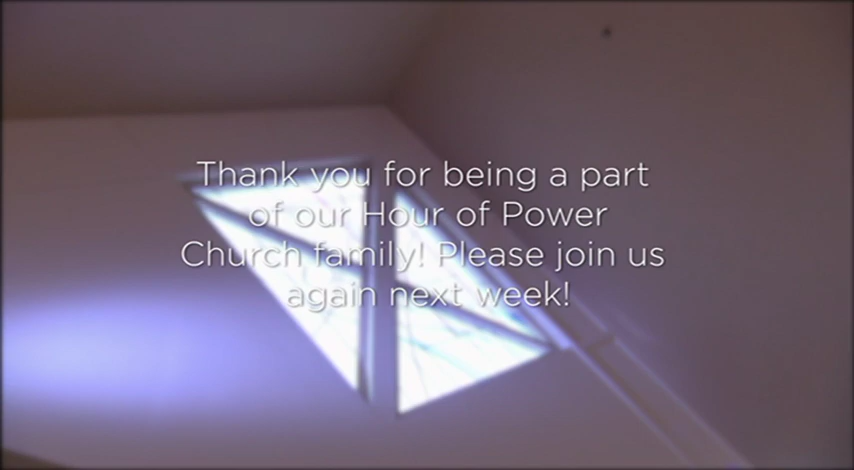 Thank you for being a part
of our Hour of Power
Church family! Please join us
again next week!